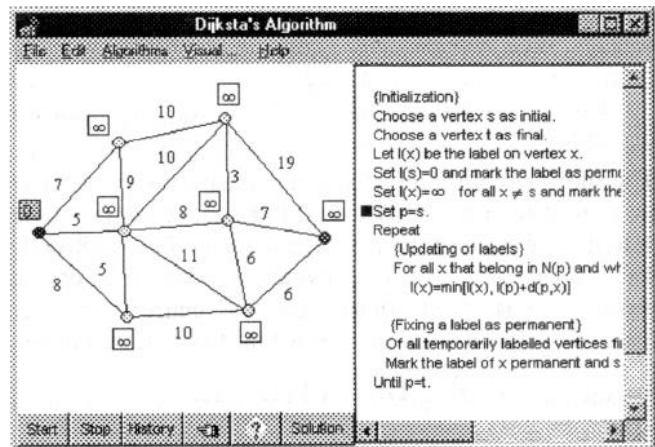 Dijksta's Algorithm
File Edit Algorithms Visual ... Help
∞
10
∞
10
19
7
9
3
∞
∞
0
5
8
7
∞
5
11
6
8
6
∞
10
∞
{Initialization}
Choose a vertex s as initial.
Choose a vertex t as final.
Let l(x) be the label on vertex x.
Set l(s)=0 and mark the label as perm
Set l(x)=∞ for all x ≠ s and mark the
Set p=s.
Repeat
{Updating of labels}
For all x that belong in N(p) and wh
l(x)=min[l(x), l(p)+d(p,x)]
{Fixing a label as permanent}
Of all temporarily labelled vertices fi
Mark the label of x permanent and s
Until p=t.
Start Stop History ? Solution